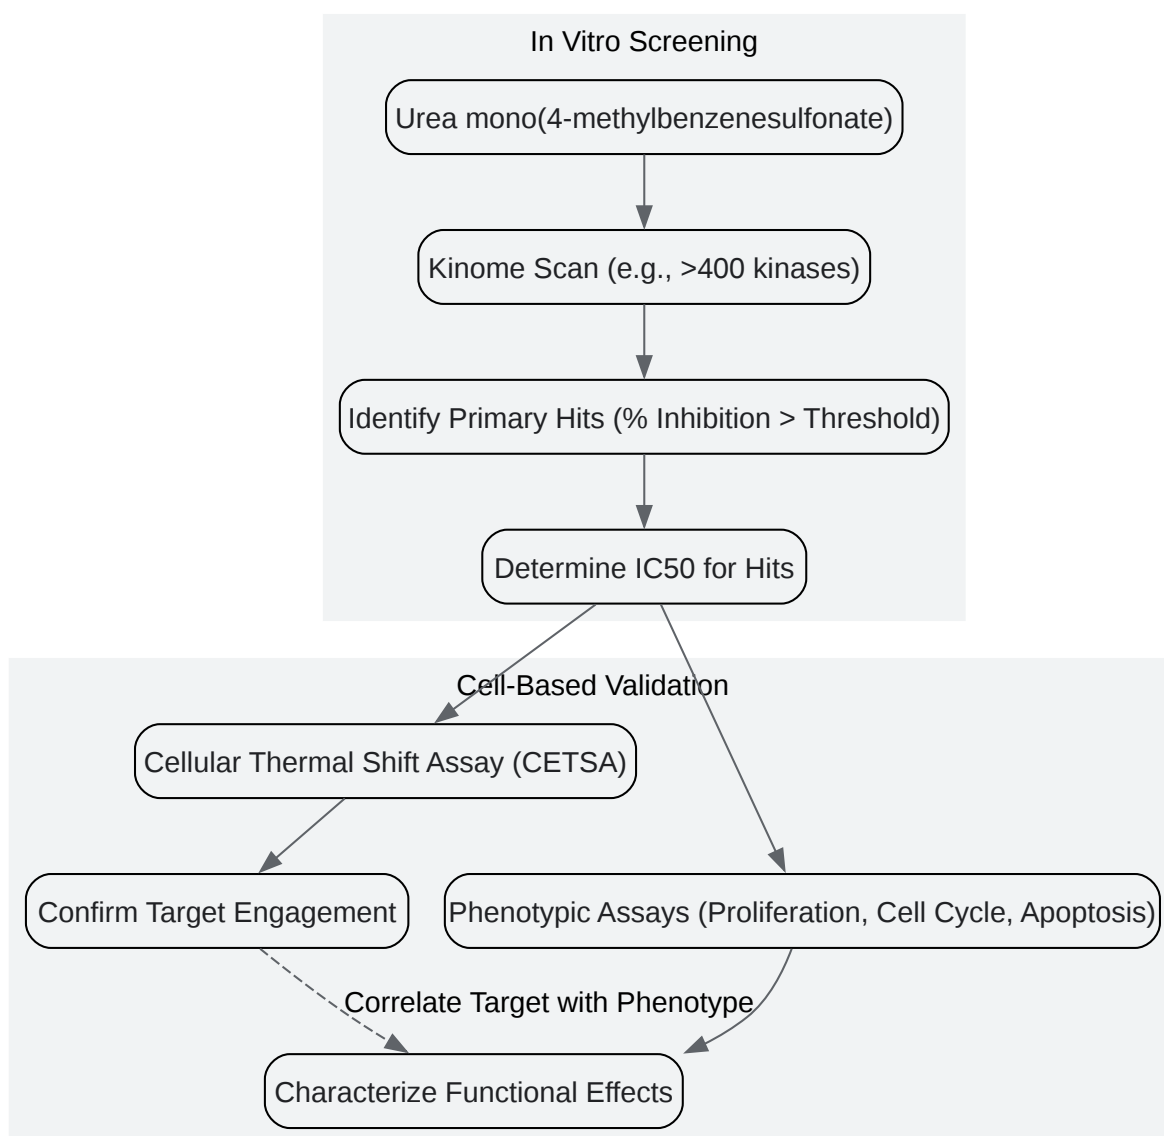 In Vitro Screening
Urea mono(4-methylbenzenesulfonate)
Kinome Scan (e.g., >400 kinases)
Identify Primary Hits (% Inhibition > Threshold)
Determine IC50 for Hits
Cell-Based Validation
Cellular Thermal Shift Assay (CETSA)
Confirm Target Engagement
Phenotypic Assays (Proliferation, Cell Cycle, Apoptosis)
Correlate Target with Phenotype
Characterize Functional Effects